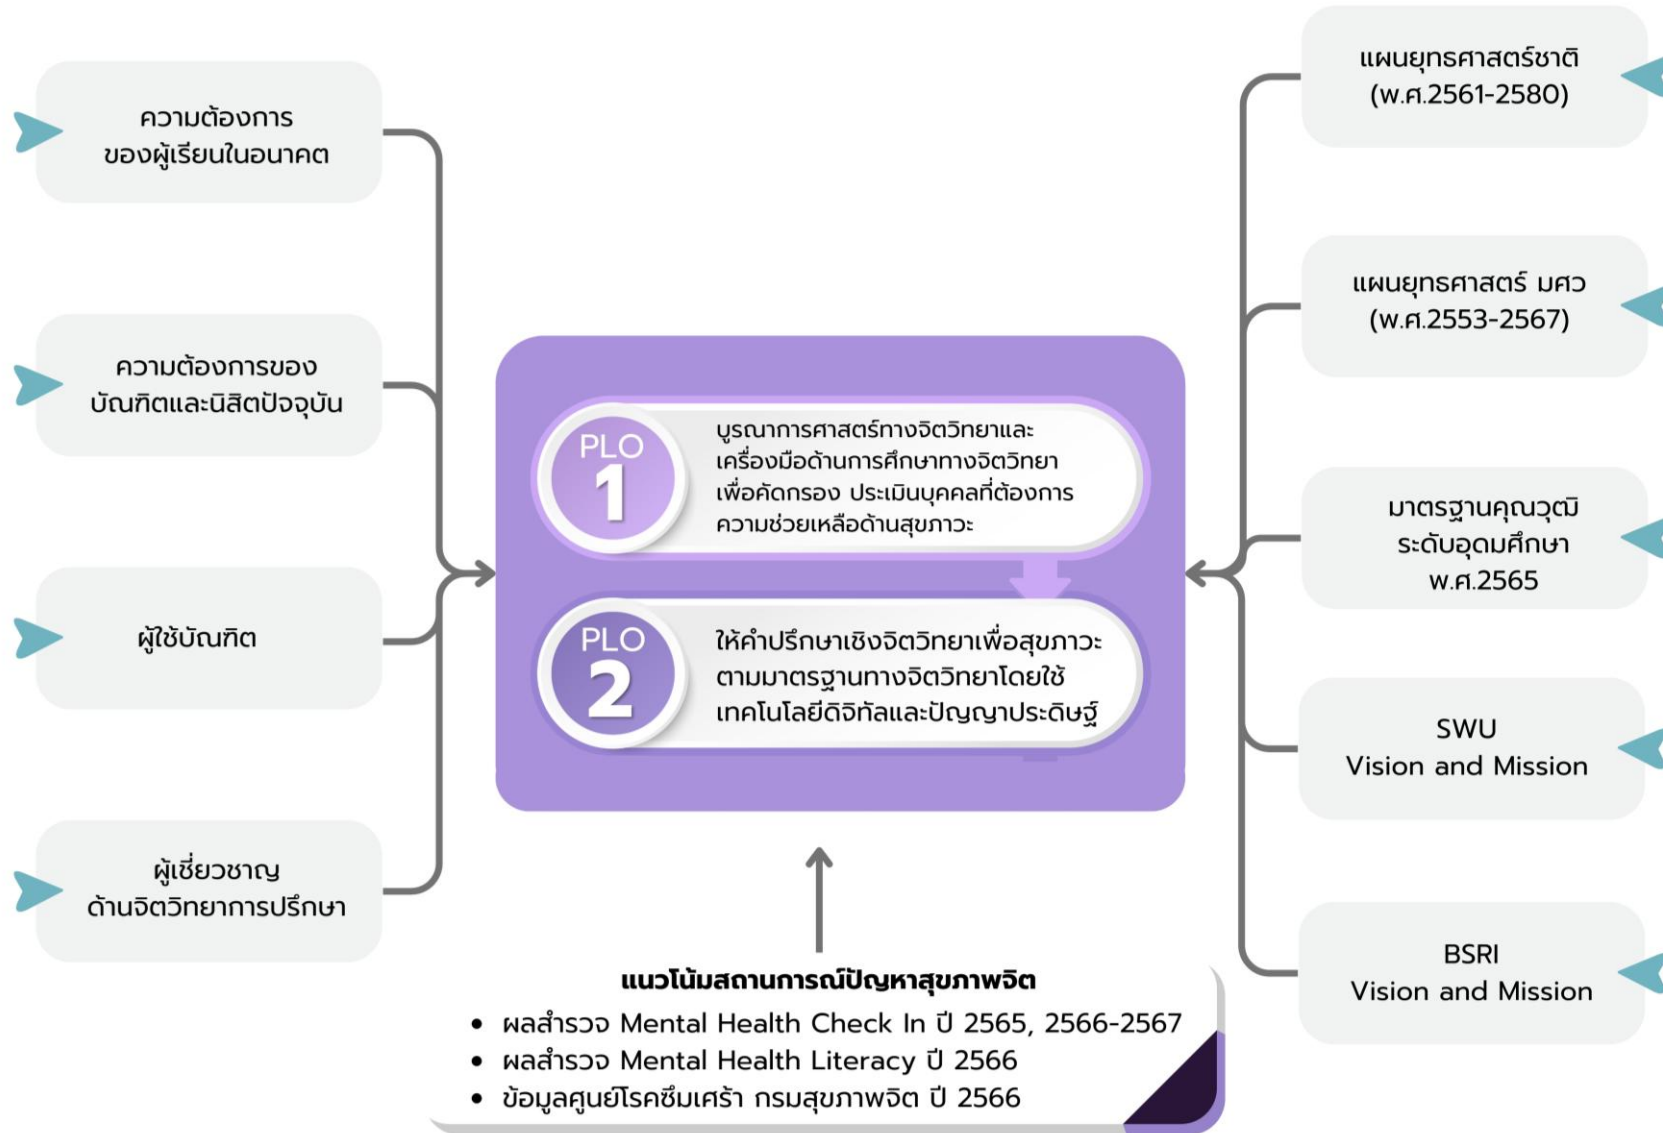 ความต้องการ
ของผู้เรียนในอนาคต
ความต้องการของ
บัณฑิตและนิสิตปัจจุบัน
ผู้ใช้บัณฑิต
ผู้เชี่ยวชาญ
ด้านจิตวิทยาการปรึกษา
PLO
1
บูรณาการศาสตร์ทางจิตวิทยาและ
เครื่องมือด้านการศึกษาทางจิตวิทยา
เพื่อคัดกรอง ประเมินบุคคลที่ต้องการ
ความช่วยเหลือด้านสุขภาวะ
PLO
2
ให้คำปรึกษาเชิงจิตวิทยาเพื่อสุขภาวะ
ตามมาตรฐานทางจิตวิทยาโดยใช้
เทคโนโลยีดิจิทัลและปัญญาประดิษฐ์
แผนยุทธศาสตร์ชาติ
(พ.ศ.2561-2580)
แผนยุทธศาสตร์ มศว
(พ.ศ.2553-2567)
มาตรฐานคุณวุฒิ
ระดับอุดมศึกษา
พ.ศ.2565
SWU
Vision and Mission
BSRI
Vision and Mission
แนวโน้มสถานการณ์ปัญหาสุขภาพจิต
• ผลสำรวจ Mental Health Check In ปี 2565, 2566-2567
• ผลสำรวจ Mental Health Literacy ปี 2566
• ข้อมูลศูนย์โรคซึมเศร้า กรมสุขภาพจิต ปี 2566